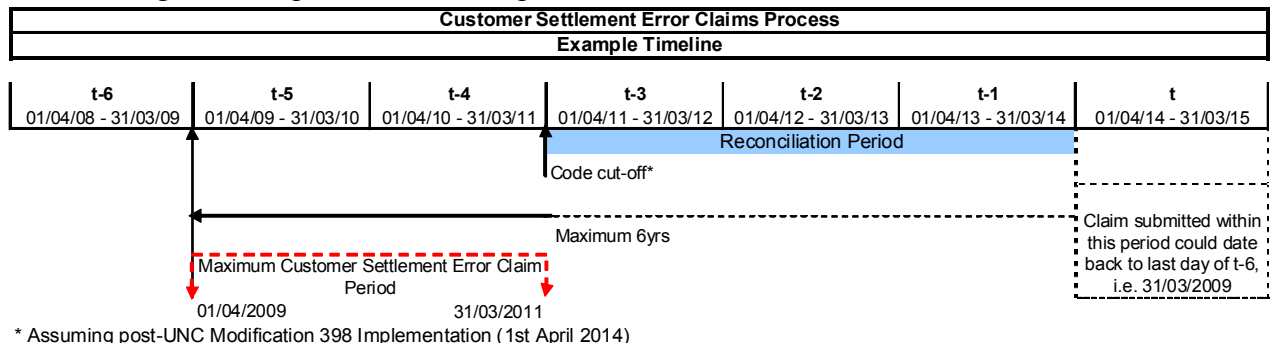 Customer Settlement Error Claims Process
Example Timeline
t-6 t-5 t-4 t-3 t-2 t-1 t
01/04/08 - 31/03/09 01/04/09 - 31/03/10 01/04/10 - 31/03/11 01/04/11 - 31/03/12 01/04/12 - 31/03/13 01/04/13 - 31/03/14 01/04/14 - 31/03/15
Reconciliation Period
Code cut-off*
Maximum 6yrs
Claim submitted within
this period could date
back to last day of t-6,
i.e. 31/03/2009
Maximum Customer Settlement Error Claim
Period
01/04/2009 31/03/2011
* Assuming post-UNC Modification 398 Implementation (1st April 2014)